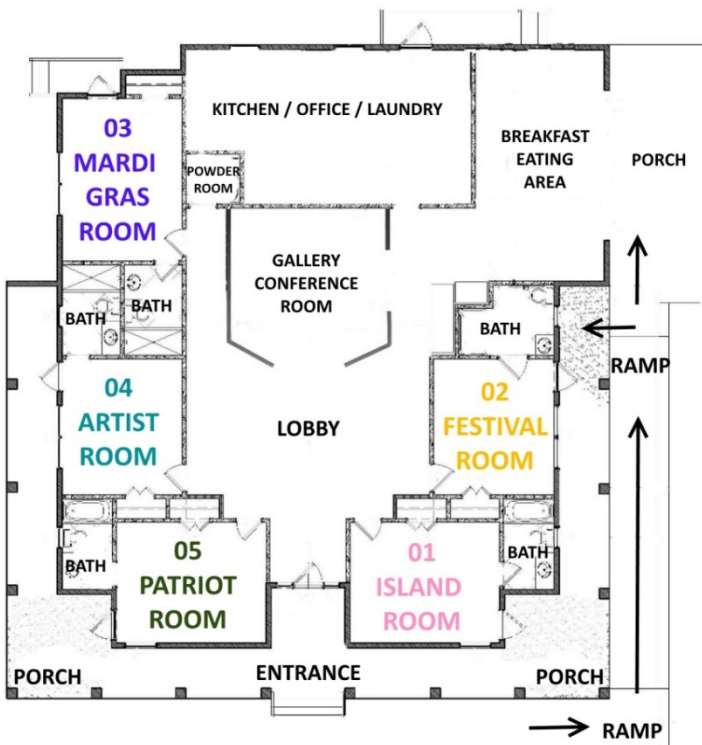 03
MARDI
GRAS
ROOM
KITCHEN / OFFICE / LAUNDRY
BREAKFAST
EATING
AREA
PORCH
POWDER
ROOM
GALLERY
CONFERENCE
ROOM
BATH
BATH
BATH
RAMP
04
ARTIST
ROOM
LOBBY
02
FESTIVAL
ROOM
BATH
05
PATRIOT
ROOM
01
ISLAND
ROOM
BATH
PORCH
ENTRANCE
PORCH
RAMP